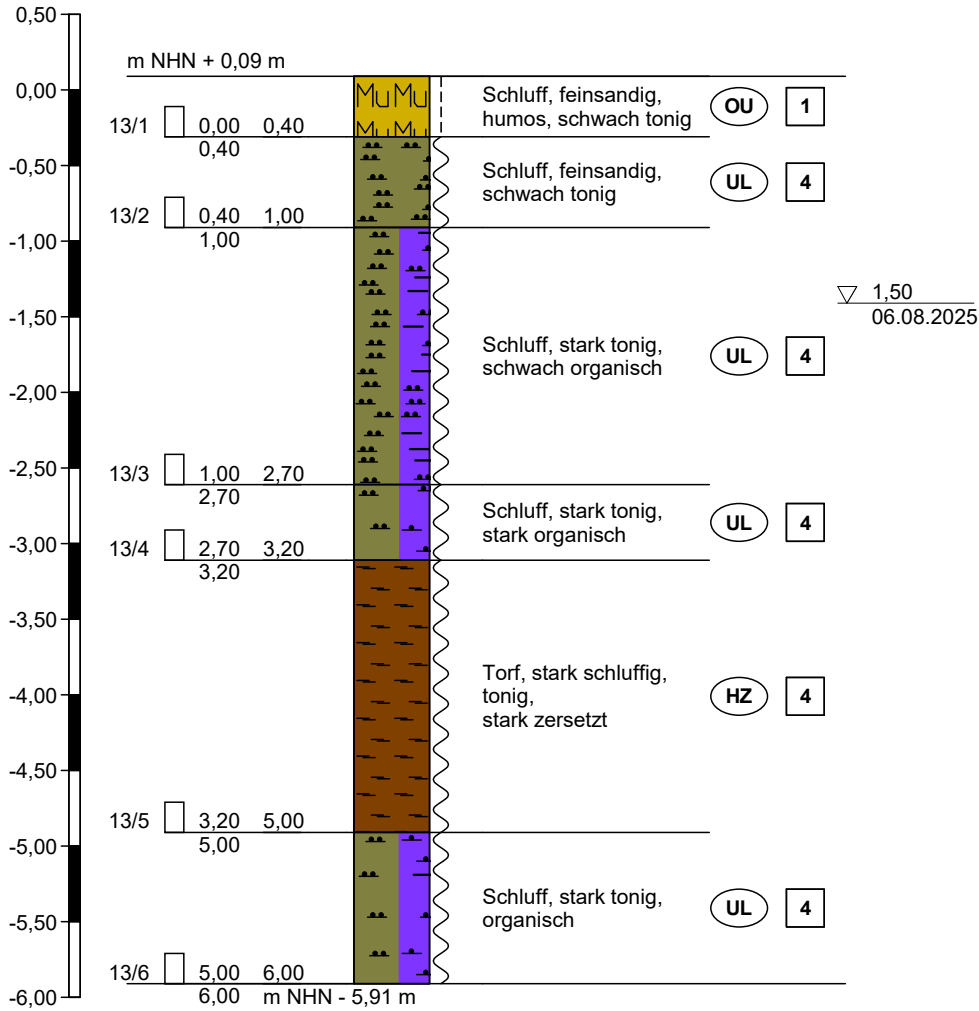 0,50
m NHN + 0,09 m
0,00
Mu Mu
Mu Mu
Schluff, feinsandig,
humos, schwach tonig
OU 1
13/1 0,00 0,40
0,40
-0,50
Schluff, feinsandig,
schwach tonig
UL 4
13/2 0,40 1,00
1,00
-1,00
1,50
06.08.2025
-1,50
Schluff, stark tonig,
schwach organisch
UL 4
-2,00
-2,50
13/3 1,00 2,70
2,70
Schluff, stark tonig,
stark organisch
UL 4
-3,00
13/4 2,70 3,20
3,20
-3,50
Torf, stark schluffig,
tonig,
stark zersetzt
HZ 4
-4,00
-4,50
13/5 3,20 5,00
5,00
-5,00
Schluff, stark tonig,
organisch
UL 4
-5,50
13/6 5,00 6,00
6,00 m NHN - 5,91 m
-6,00